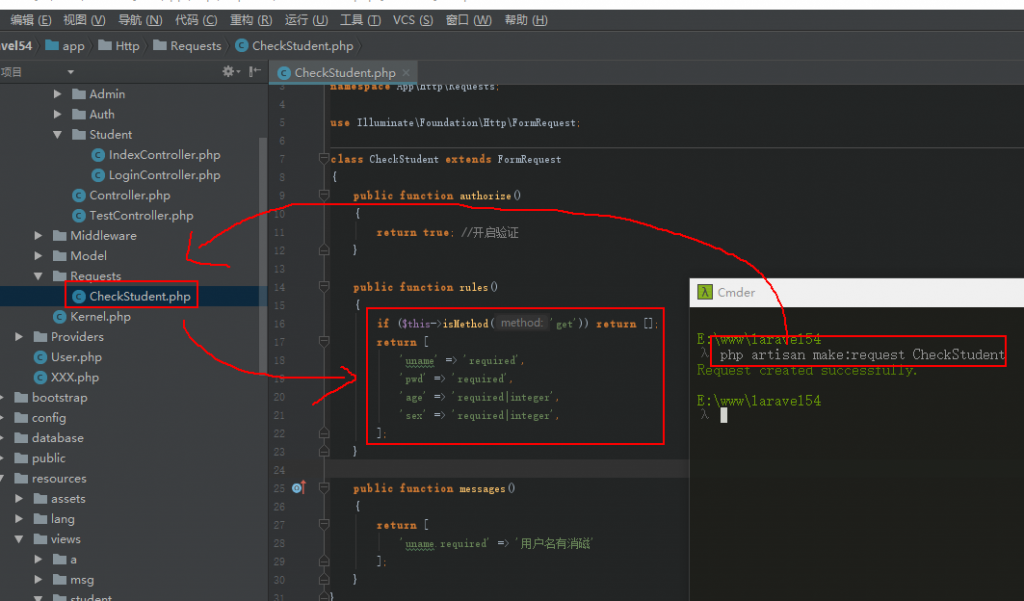 编辑 (E) 视图 (V) 导航 (N) 代码 (C) 重构 (R) 运行 (U) 工具 (T) VCS (S) 窗口 (W) 帮助 (H)
vel54 app Http Requests CheckStudent.php
项目
CheckStudent.php
Admin
Auth
Student
IndexController.php
LoginController.php
Controller.php
TestController.php
Middleware
Model
Requests
CheckStudent.php
Kernel.php
Providers
User.php
XXX.php
bootstrap
config
database
public
resources
assets
lang
views
a
msg
student
3 namespace App\Http\Requests;
4
5 use Illuminate\Foundation\Http\FormRequest;
6
7 class CheckStudent extends FormRequest
8 {
9 public function authorize()
10 {
11 return true; //开启验证
12 }
13
14 public function rules()
15 {
16 if ($this->isMethod( method: 'get')) return [];
17 return [
18 'uname' => 'required',
19 'pwd' => 'required',
20 'age' => 'required|integer',
21 'sex' => 'required|integer',
22 ];
23 }
24
25 public function messages()
26 {
27 return [
28 'uname.required' => '用户名有消磁'
29 ];
30 }
31 }
Cmder
E:\www\laravel54
λ php artisan make:request CheckStudent
Request created successfully.
E:\www\laravel54
λ